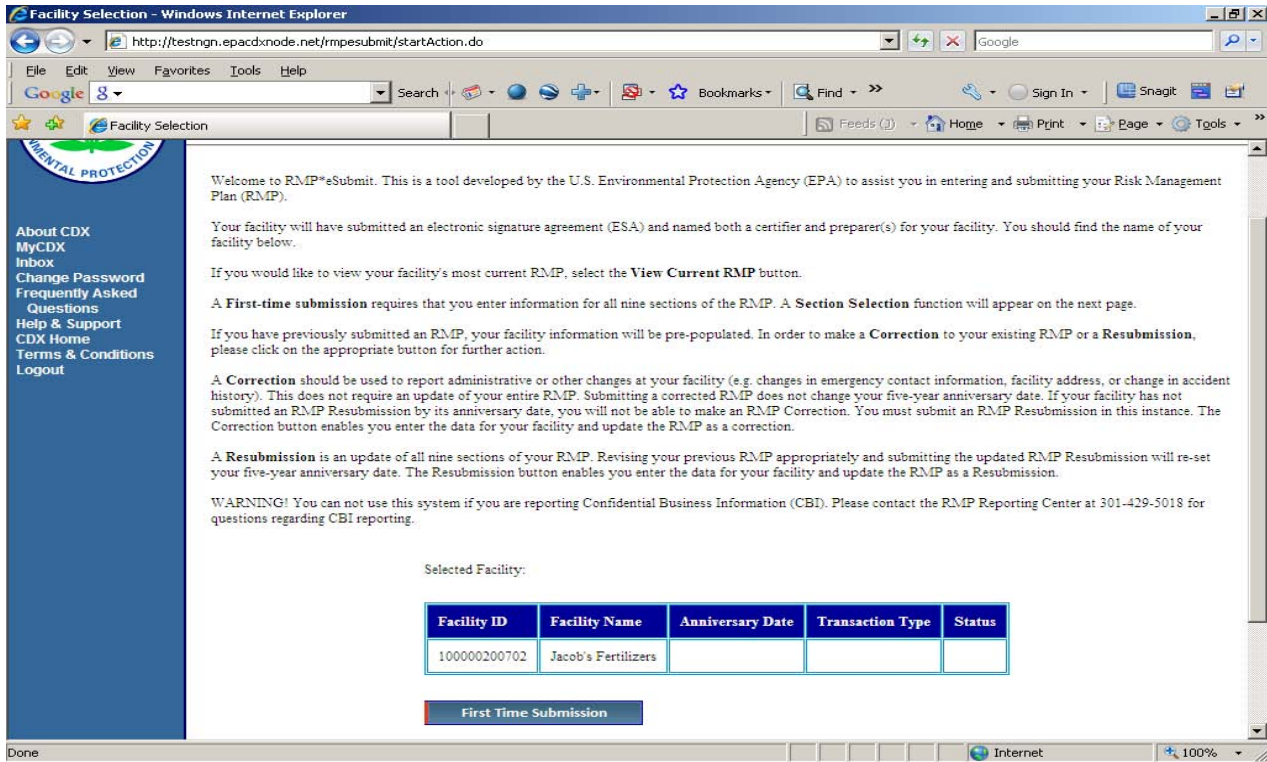 Facility Selection - Windows Internet Explorer
http://testngn.epacdxnode.net/rmpesubmit/startAction.do
Google
File Edit View Favorites Tools Help
Google Search Bookmarks Find Sign In Snagit
Facility Selection
Feeds (J) Home Print Page Tools
MENTAL PROTECTION
About CDX
MyCDX
Inbox
Change Password
Frequently Asked
Questions
Help & Support
CDX Home
Terms & Conditions
Logout
Welcome to RMP*eSubmit. This is a tool developed by the U.S. Environmental Protection Agency (EPA) to assist you in entering and submitting your Risk Management
Plan (RMP).
Your facility will have submitted an electronic signature agreement (ESA) and named both a certifier and preparer(s) for your facility. You should find the name of your
facility below.
If you would like to view your facility's most current RMP, select the View Current RMP button.
A First-time submission requires that you enter information for all nine sections of the RMP. A Section Selection function will appear on the next page.
If you have previously submitted an RMP, your facility information will be pre-populated. In order to make a Correction to your existing RMP or a Resubmission,
please click on the appropriate button for further action.
A Correction should be used to report administrative or other changes at your facility (e.g. changes in emergency contact information, facility address, or change in accident
history). This does not require an update of your entire RMP. Submitting a corrected RMP does not change your five-year anniversary date. If your facility has not
submitted an RMP Resubmission by its anniversary date, you will not be able to make an RMP Correction. You must submit an RMP Resubmission in this instance. The
Correction button enables you enter the data for your facility and update the RMP as a correction.
A Resubmission is an update of all nine sections of your RMP. Revising your previous RMP appropriately and submitting the updated RMP Resubmission will re-set
your five-year anniversary date. The Resubmission button enables you enter the data for your facility and update the RMP as a Resubmission.
WARNING! You can not use this system if you are reporting Confidential Business Information (CBI). Please contact the RMP Reporting Center at 301-429-5018 for
questions regarding CBI reporting.
Selected Facility:
Facility ID Facility Name Anniversary Date Transaction Type Status
100000200702 Jacob's Fertilizers
First Time Submission
Done Internet 100%